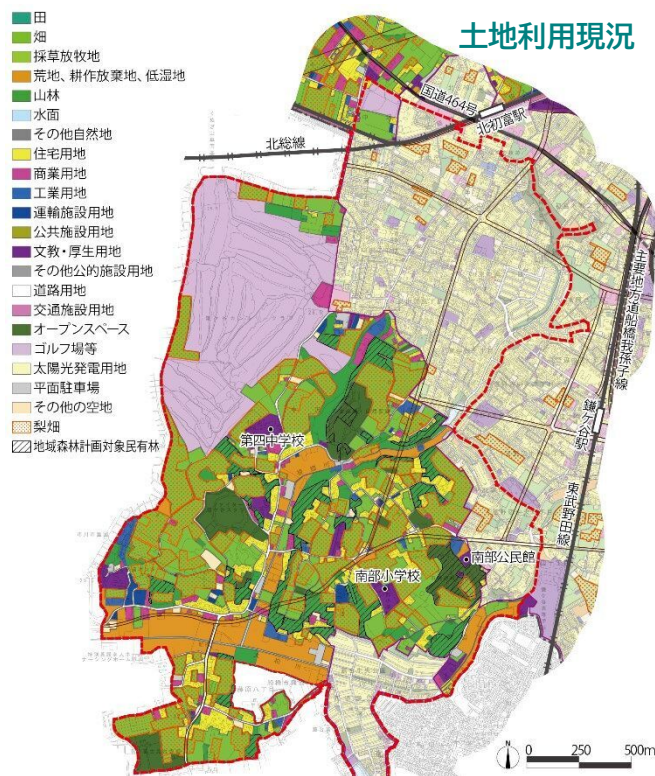 土地利用現況
田
畑
採草放牧地
荒地、耕作放棄地、低湿地
山林
水面
その他自然地
住宅用地
商業用地
工業用地
運輸施設用地
公共施設用地
文教・厚生用地
その他公的施設用地
道路用地
交通施設用地
オープンスペース
ゴルフ場等
太陽光発電用地
平面駐車場
その他の空地
梨畑
地域森林計画対象民有林
国道464号
北初富駅
北総線
主要地方道船橋我孫子線
鎌ケ谷駅
東武野田線
第四中学校
南部公民館
南部小学校
N
0 250 500m